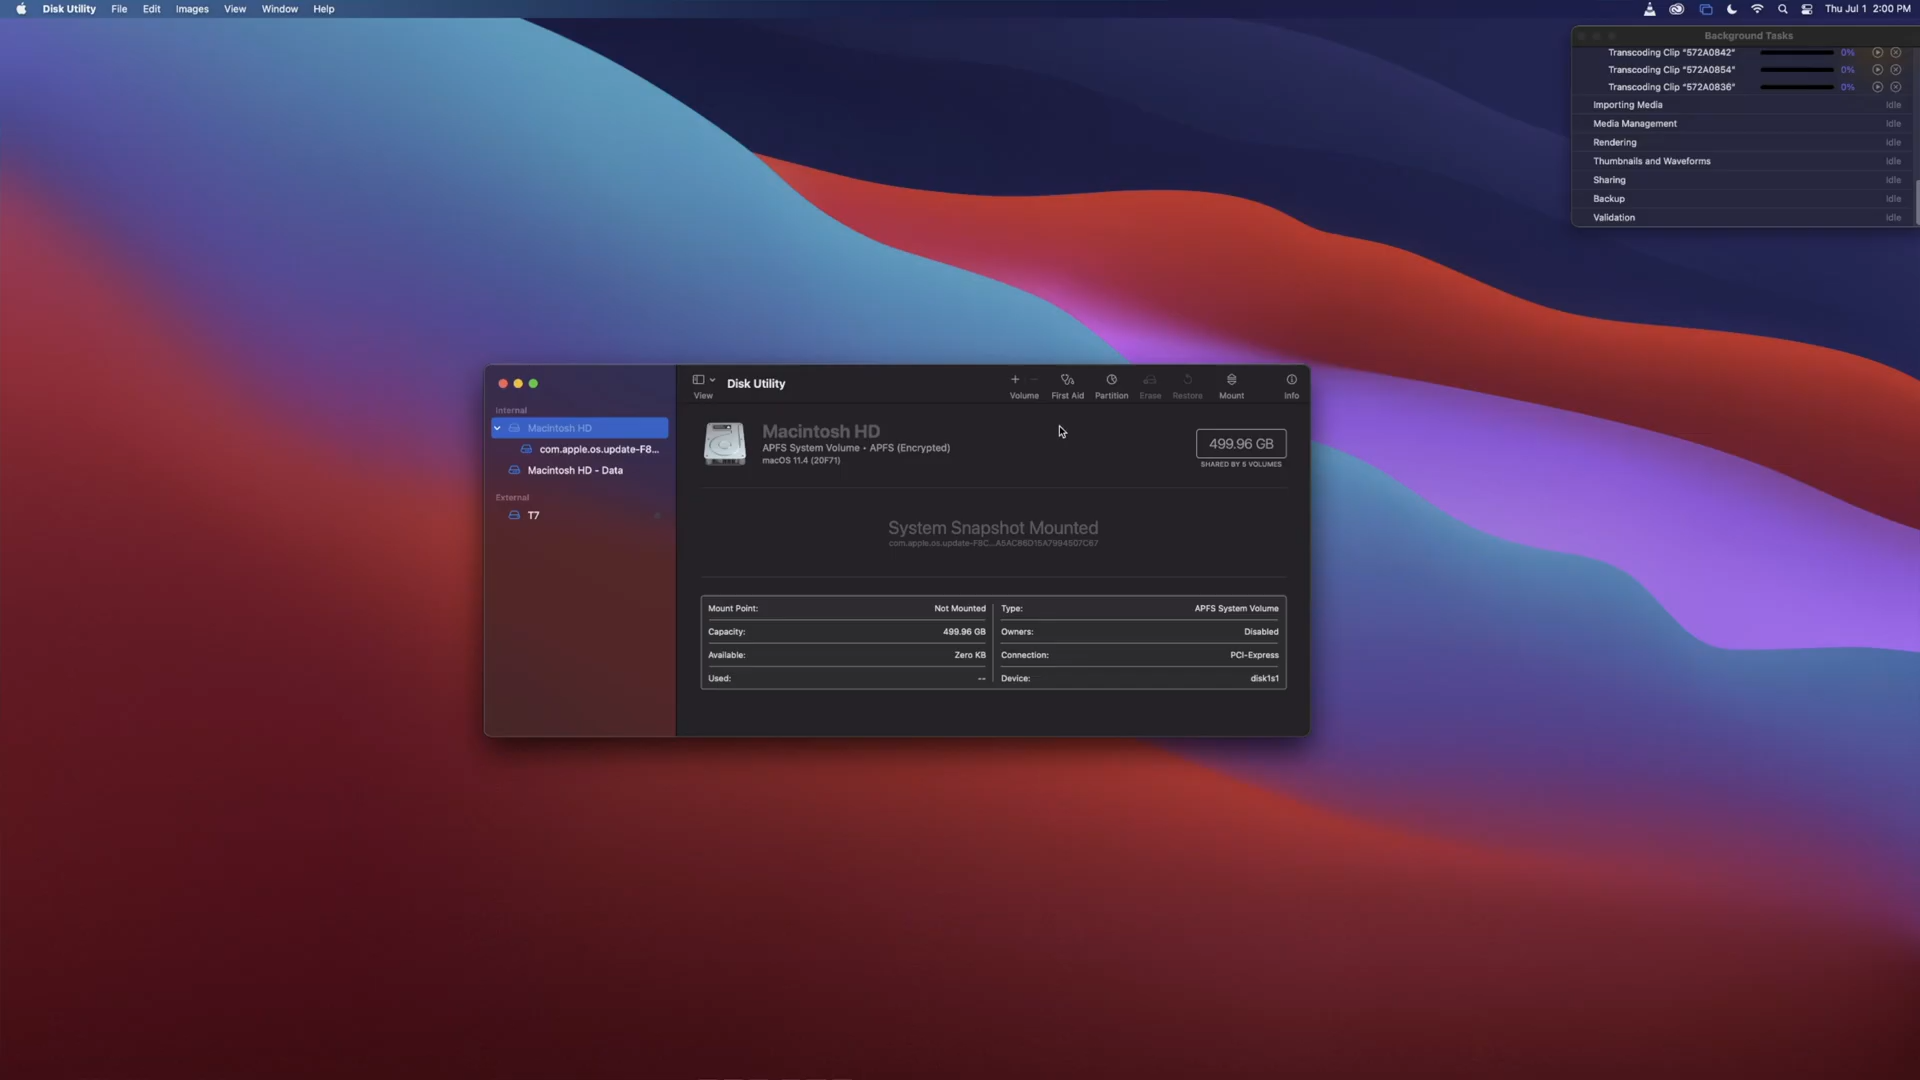 Disk Utility File Edit Images View Window Help
Thu Jul 1 2:00 PM
Background Tasks
Transcoding Clip "572A0842" 0%
Transcoding Clip "572A0854" 0%
Transcoding Clip "572A0836" 0%
Importing Media Idle
Media Management Idle
Rendering Idle
Thumbnails and Waveforms Idle
Sharing Idle
Backup Idle
Validation Idle
Disk Utility
View
Volume First Aid Partition Erase Restore Mount Info
Internal
Macintosh HD
com.apple.os.update-F8...
Macintosh HD - Data
External
T7
Macintosh HD
APFS System Volume • APFS (Encrypted)
macOS 11.4 (20F71)
499.96 GB
SHARED BY 5 VOLUMES
System Snapshot Mounted
Mount Point: Not Mounted Type: APFS System Volume
Capacity: 499.96 GB Owners: Disabled
Available: Zero KB Connection: PCI-Express
Used: -- Device: disk1s1